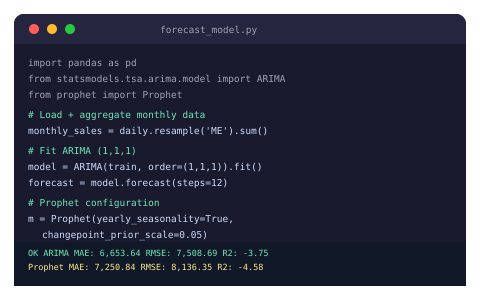 forecast_model.py
import pandas as pd
from statsmodels.tsa.arima.model import ARIMA
from prophet import Prophet
# Load + aggregate monthly data
monthly_sales = daily.resample('ME').sum()
# Fit ARIMA (1,1,1)
model = ARIMA(train, order=(1,1,1)).fit()
forecast = model.forecast(steps=12)
# Prophet configuration
m = Prophet(yearly_seasonality=True,
changepoint_prior_scale=0.05)
OK ARIMA MAE: 6,653.64 RMSE: 7,508.69 R2: -3.75
Prophet MAE: 7,250.84 RMSE: 8,136.35 R2: -4.58